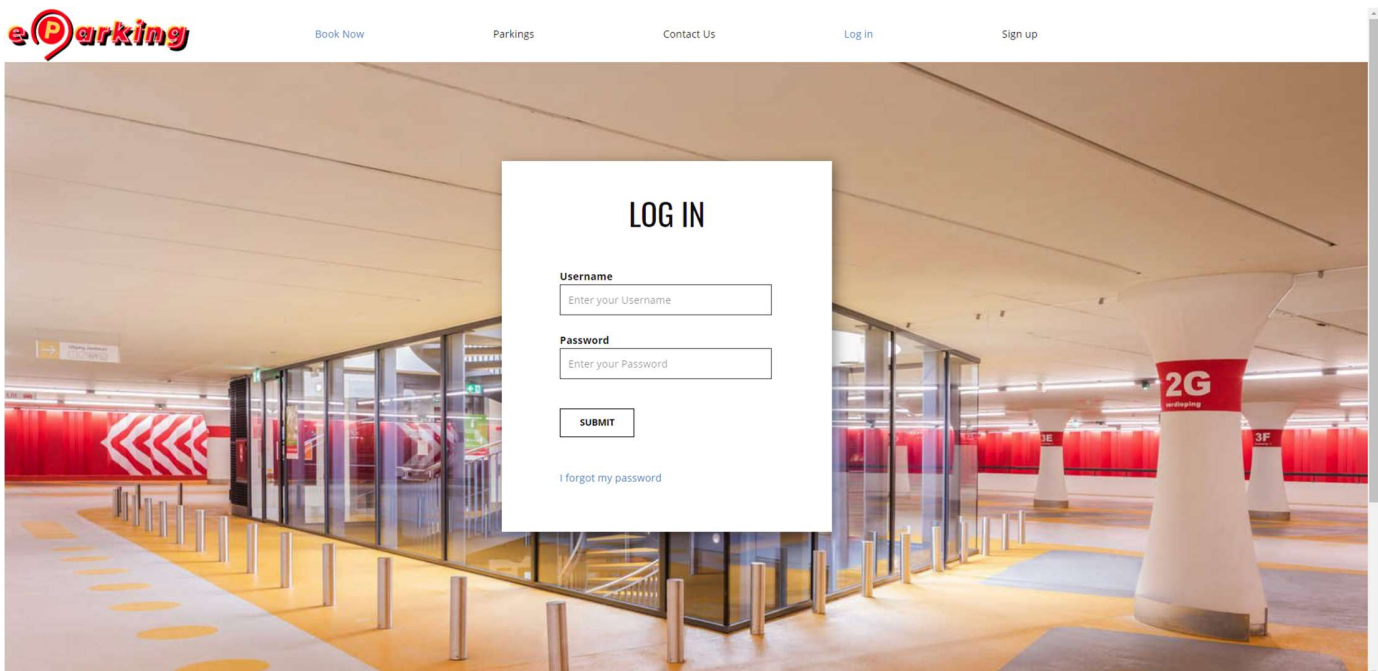 eParking
Book Now
Parkings
Contact Us
Log in
Sign up
LOG IN
Username
Enter your Username
Password
Enter your Password
SUBMIT
I forgot my password
2G
verdieping
3E
3F